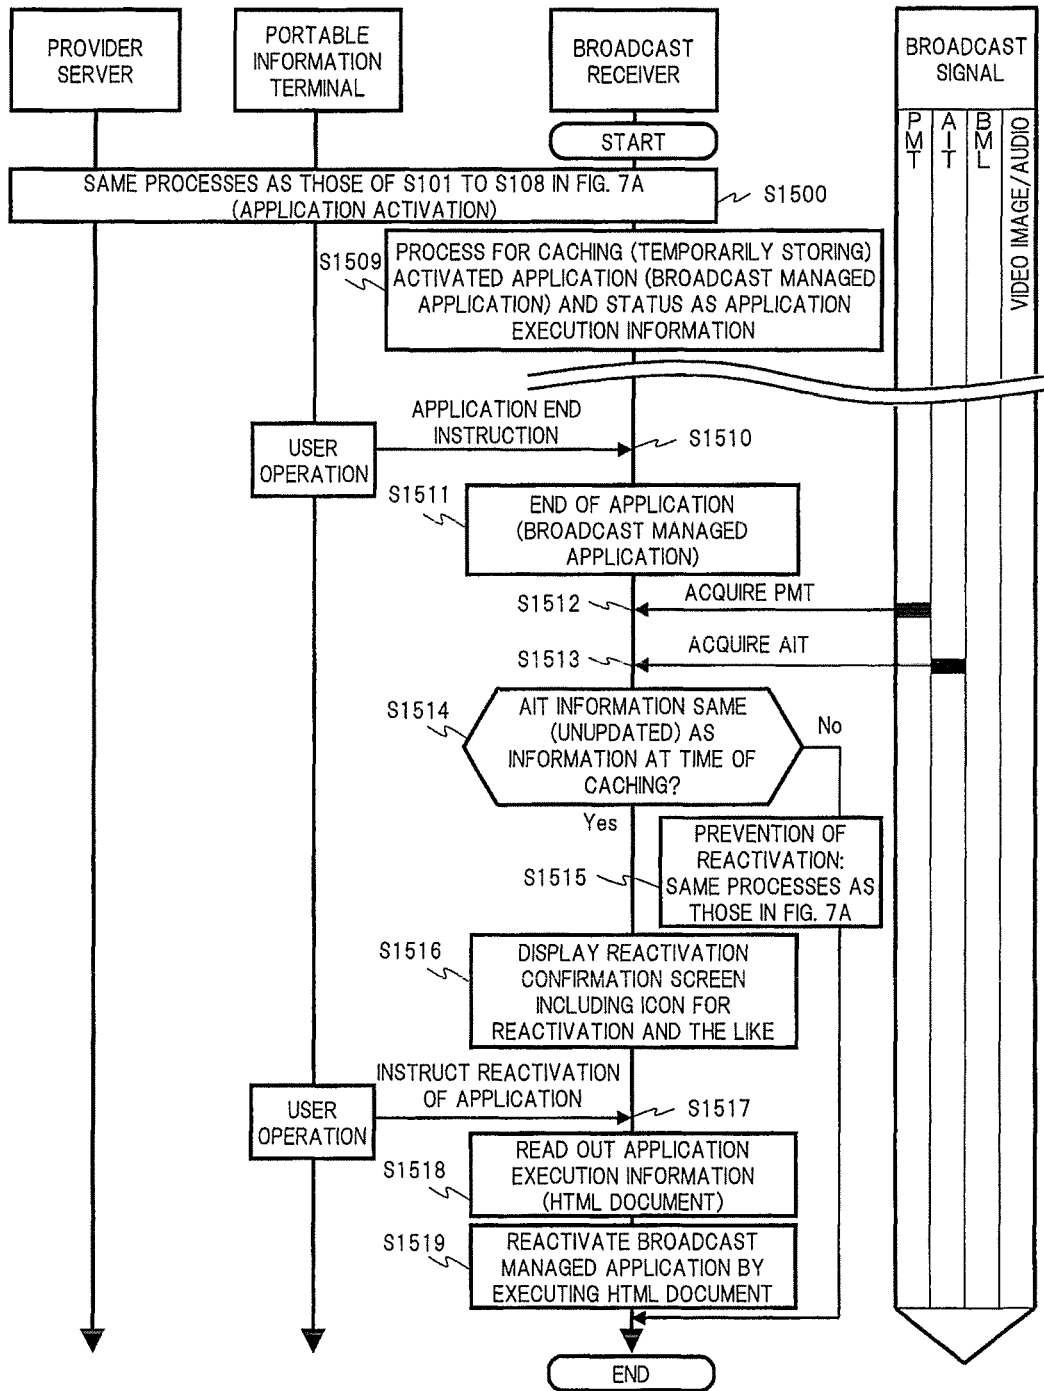 PROVIDER
SERVER
PORTABLE
INFORMATION
TERMINAL
BROADCAST
RECEIVER
BROADCAST
SIGNAL
PMT
AIT
BML
VIDEO IMAGE/AUDIO
START
SAME PROCESSES AS THOSE OF S101 TO S108 IN FIG. 7A
(APPLICATION ACTIVATION)
S1500
S1509
PROCESS FOR CACHING (TEMPORARILY STORING)
ACTIVATED APPLICATION (BROADCAST MANAGED
APPLICATION) AND STATUS AS APPLICATION
EXECUTION INFORMATION
USER
OPERATION
APPLICATION END
INSTRUCTION
S1510
S1511
END OF APPLICATION
(BROADCAST MANAGED
APPLICATION)
S1512
ACQUIRE PMT
S1513
ACQUIRE AIT
S1514
AIT INFORMATION SAME
(UNUPDATED) AS
INFORMATION AT TIME OF
CACHING?
No
Yes
S1515
PREVENTION OF
REACTIVATION:
SAME PROCESSES AS
THOSE IN FIG. 7A
S1516
DISPLAY REACTIVATION
CONFIRMATION SCREEN
INCLUDING ICON FOR
REACTIVATION AND THE LIKE
USER
OPERATION
INSTRUCT REACTIVATION
OF APPLICATION
S1517
S1518
READ OUT APPLICATION
EXECUTION INFORMATION
(HTML DOCUMENT)
S1519
REACTIVATE BROADCAST
MANAGED APPLICATION BY
EXECUTING HTML DOCUMENT
END